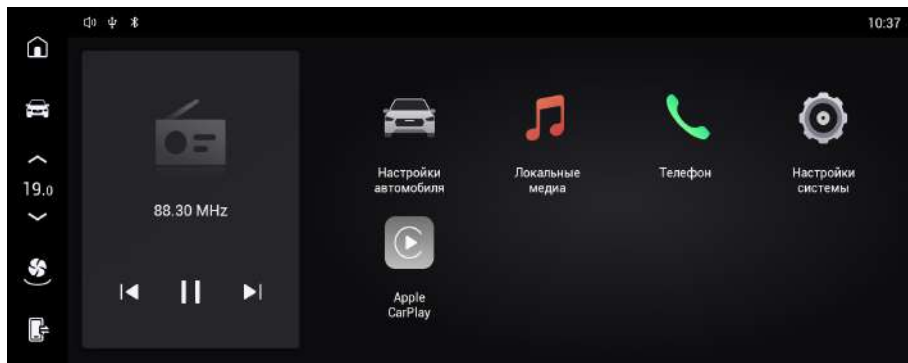 10:37
19.0
88.30 MHz
Настройки
автомобиля
Локальные
медиа
Телефон
Настройки
системы
Apple
CarPlay